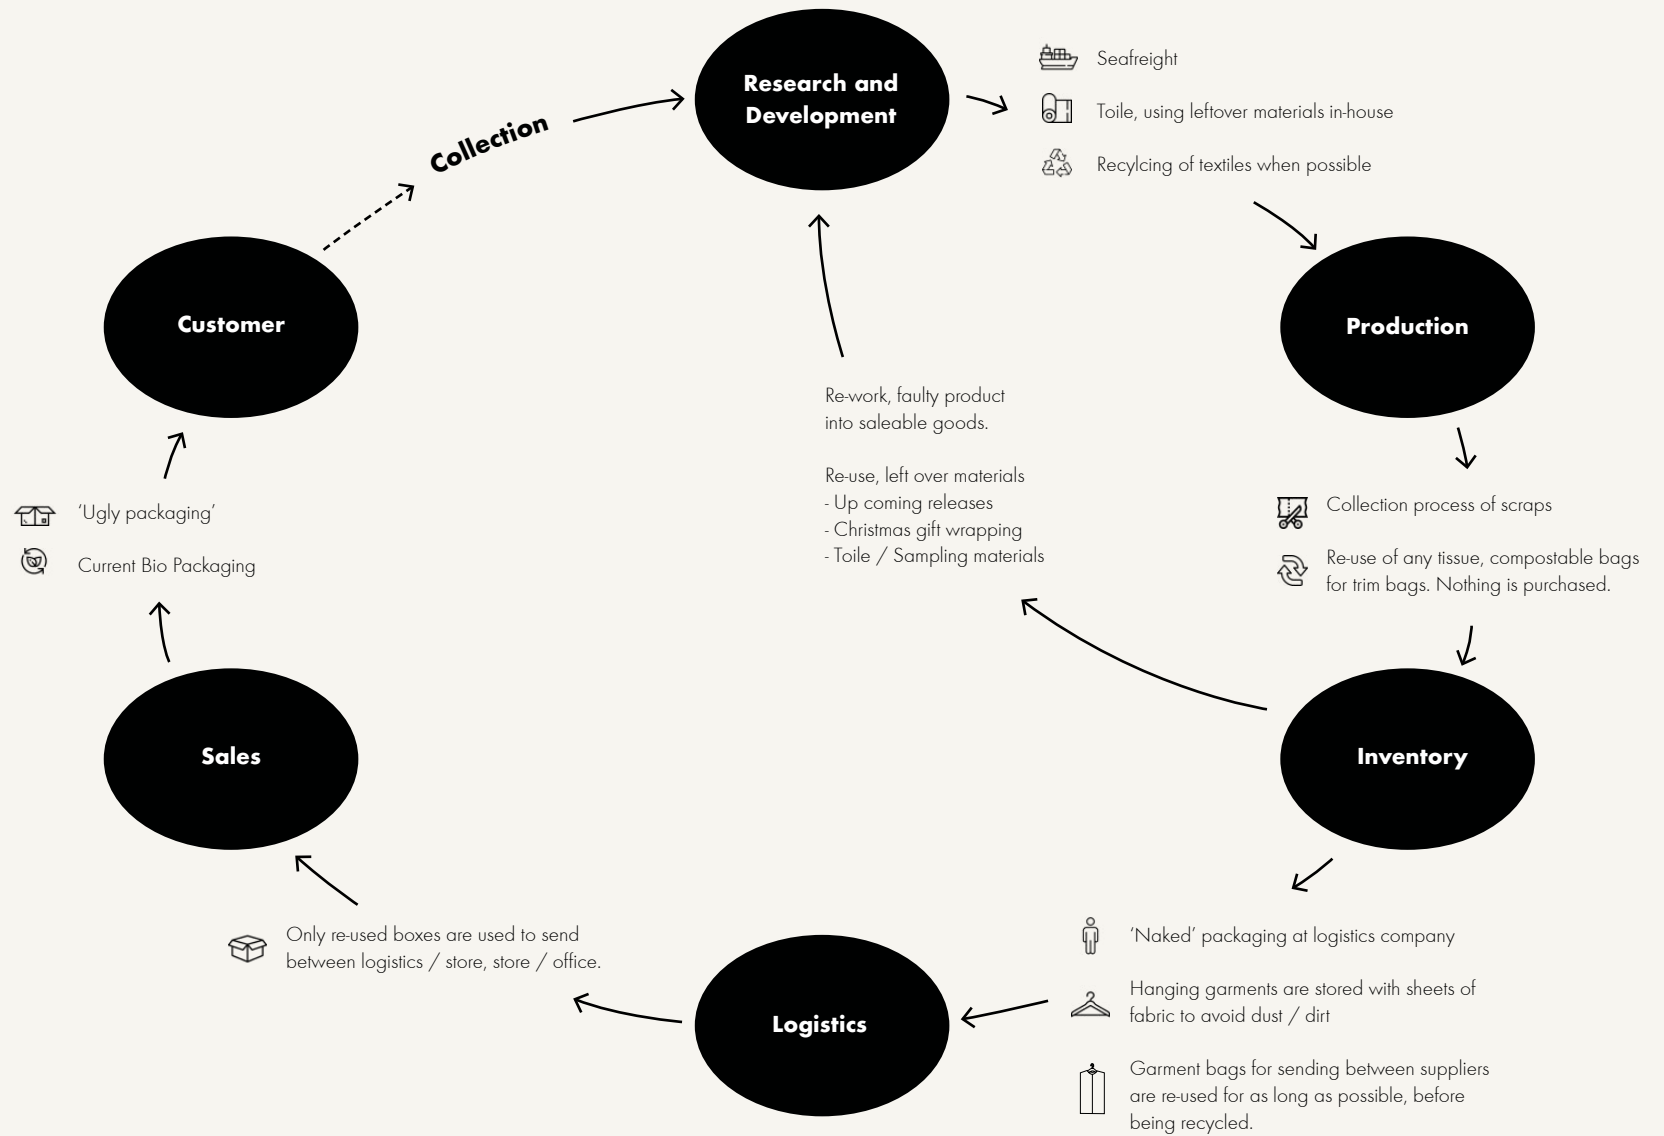 Research and
Development
Seafreight
Toile, using leftover materials in-house
Recylcing of textiles when possible
Collection
Customer
Production
Re-work, faulty product
into saleable goods.
Re-use, left over materials
- Up coming releases
- Christmas gift wrapping
- Toile / Sampling materials
Collection process of scraps
Re-use of any tissue, compostable bags
for trim bags. Nothing is purchased.
‘Ugly packaging’
Current Bio Packaging
Sales
Inventory
Only re-used boxes are used to send
between logistics / store, store / office.
Logistics
‘Naked’ packaging at logistics company
Hanging garments are stored with sheets of
fabric to avoid dust / dirt
Garment bags for sending between suppliers
are re-used for as long as possible, before
being recycled.